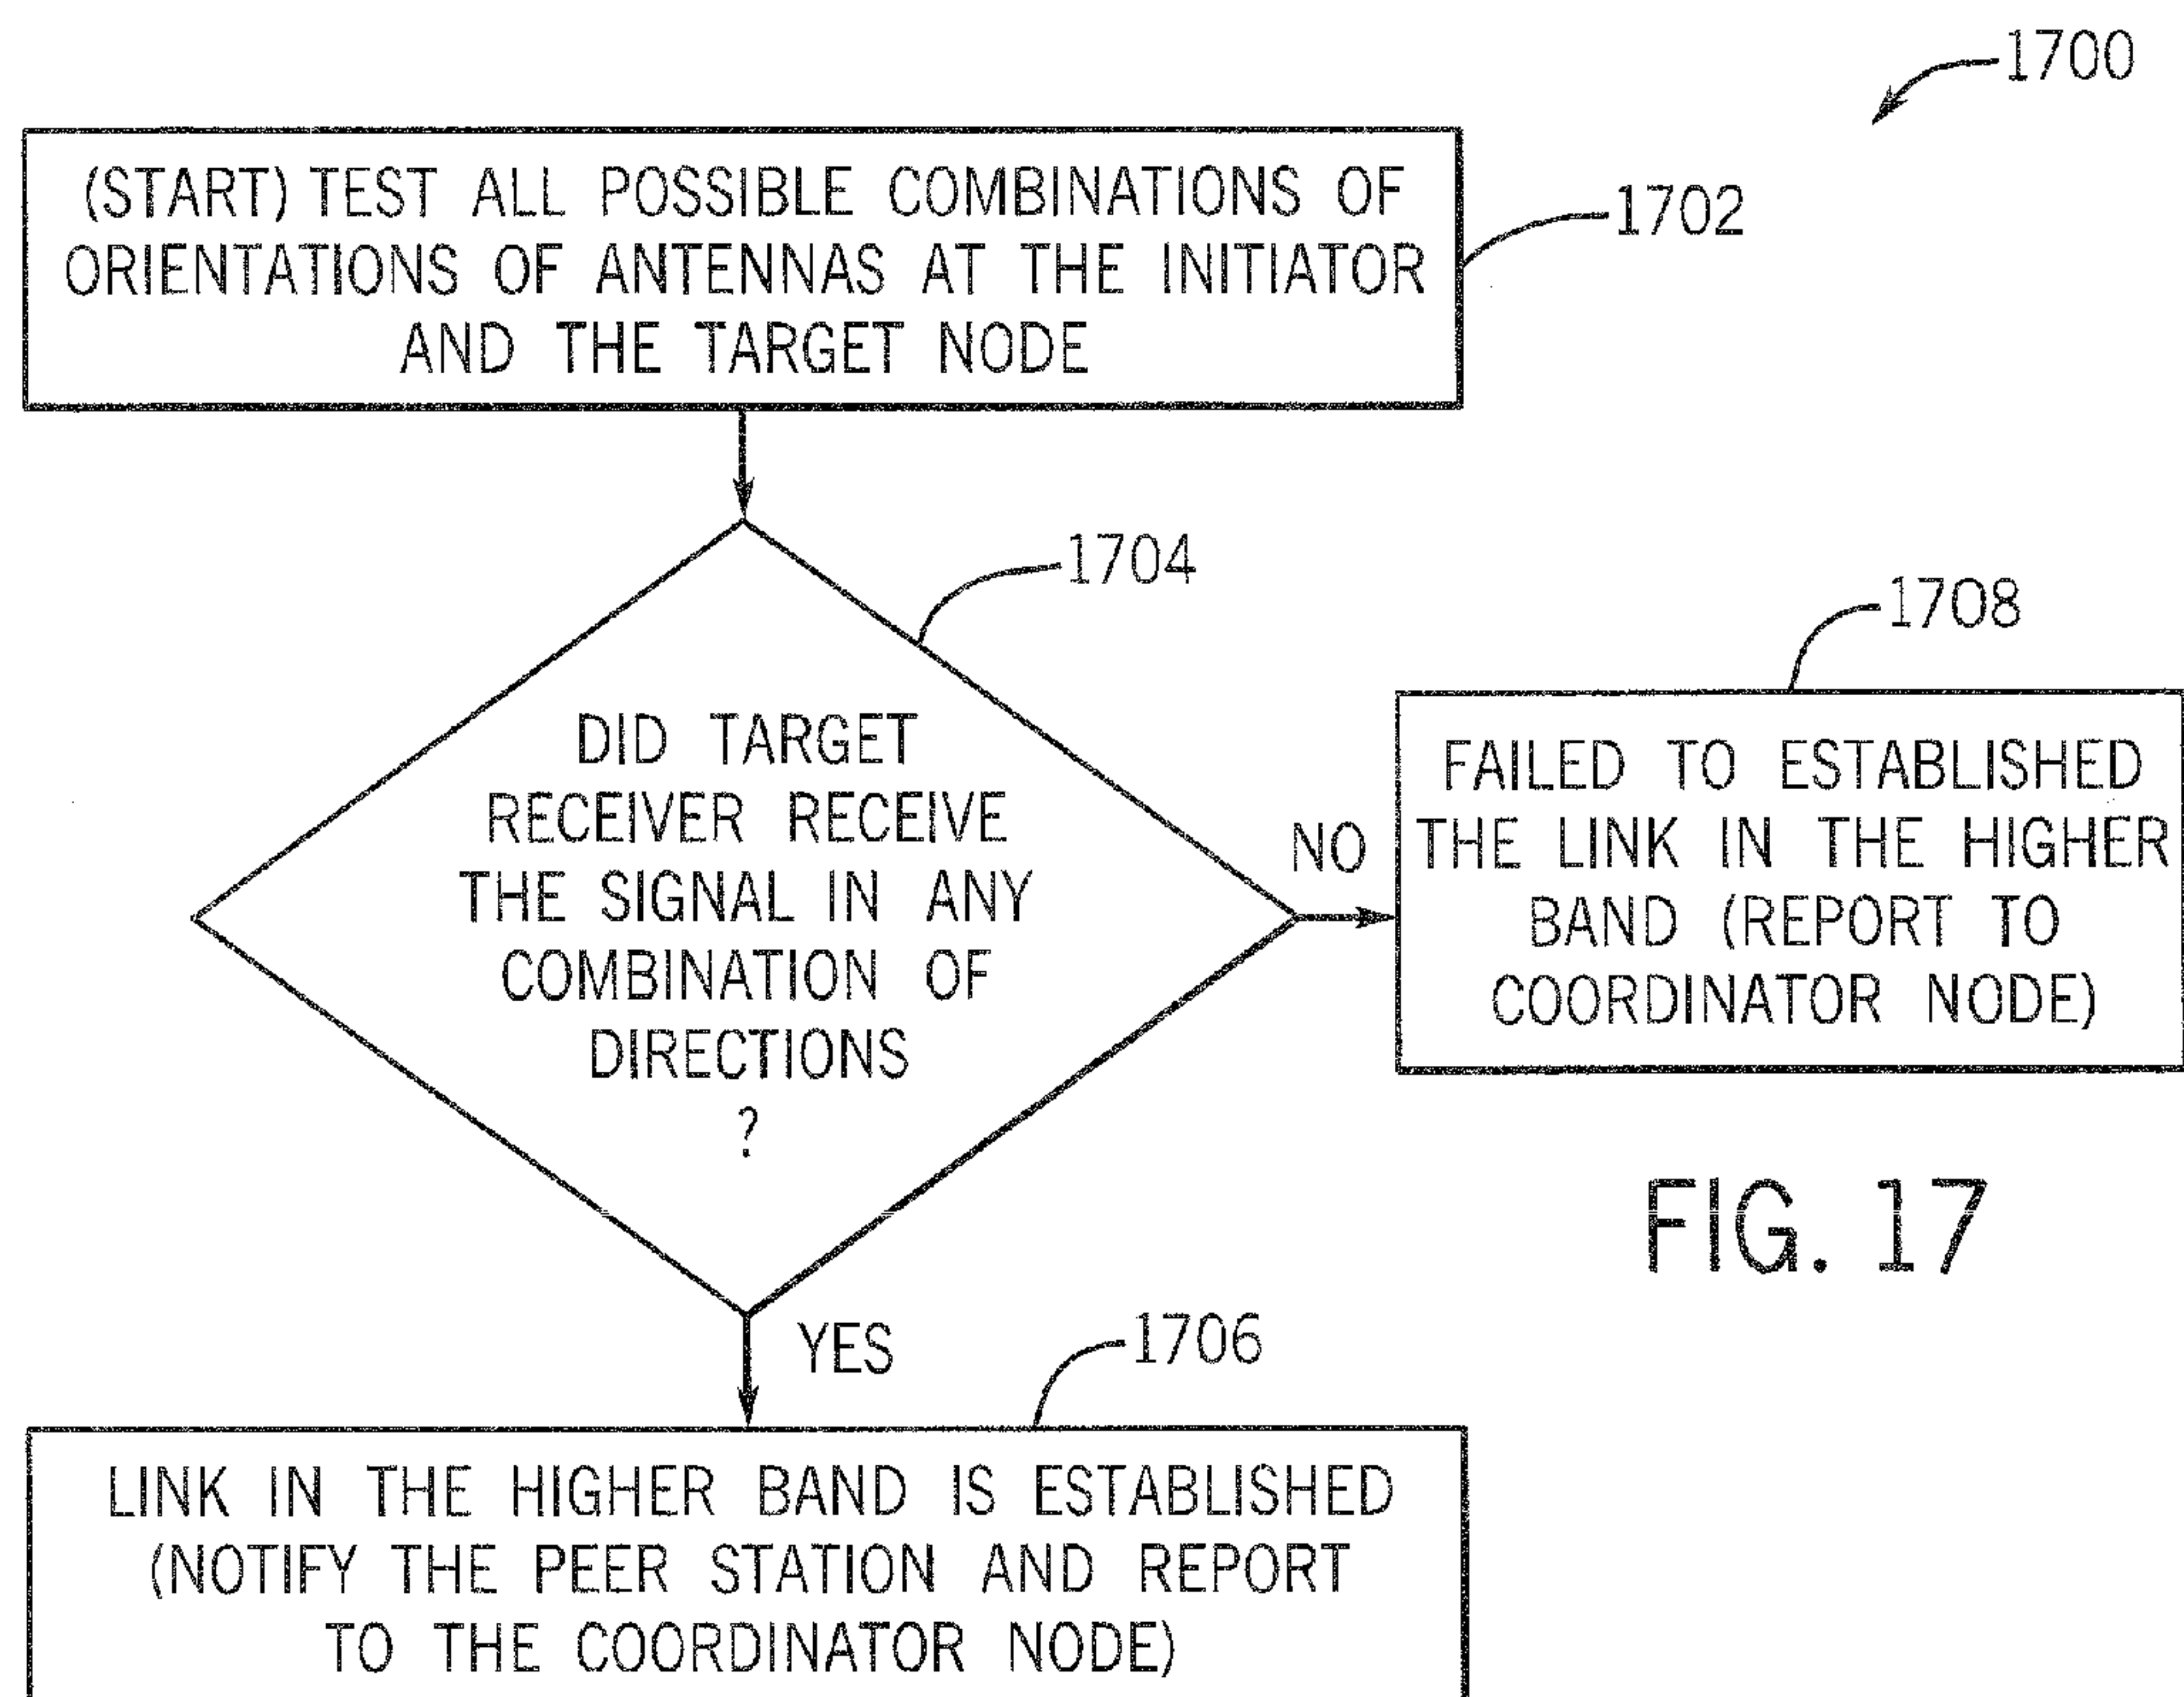 1700
(START) TEST ALL POSSIBLE COMBINATIONS OF
ORIENTATIONS OF ANTENNAS AT THE INITIATOR
AND THE TARGET NODE
1702
1704
DID TARGET
RECEIVER RECEIVE
THE SIGNAL IN ANY
COMBINATION OF
DIRECTIONS
?
NO
1708
FAILED TO ESTABLISHED
THE LINK IN THE HIGHER
BAND (REPORT TO
COORDINATOR NODE)
FIG. 17
YES
1706
LINK IN THE HIGHER BAND IS ESTABLISHED
(NOTIFY THE PEER STATION AND REPORT
TO THE COORDINATOR NODE)